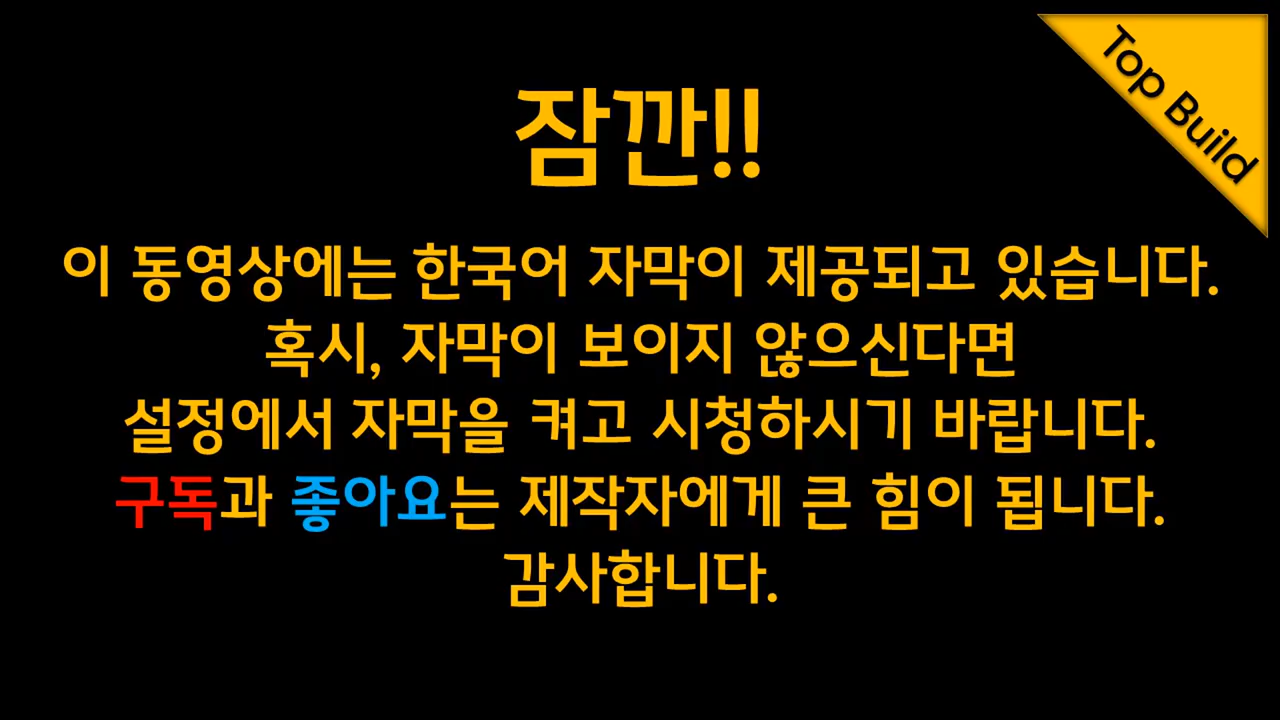 Top Build
잠깐!!
이 동영상에는 한국어 자막이 제공되고 있습니다.
혹시, 자막이 보이지 않으신다면
설정에서 자막을 켜고 시청하시기 바랍니다.
구독과 좋아요는 제작자에게 큰 힘이 됩니다.
감사합니다.